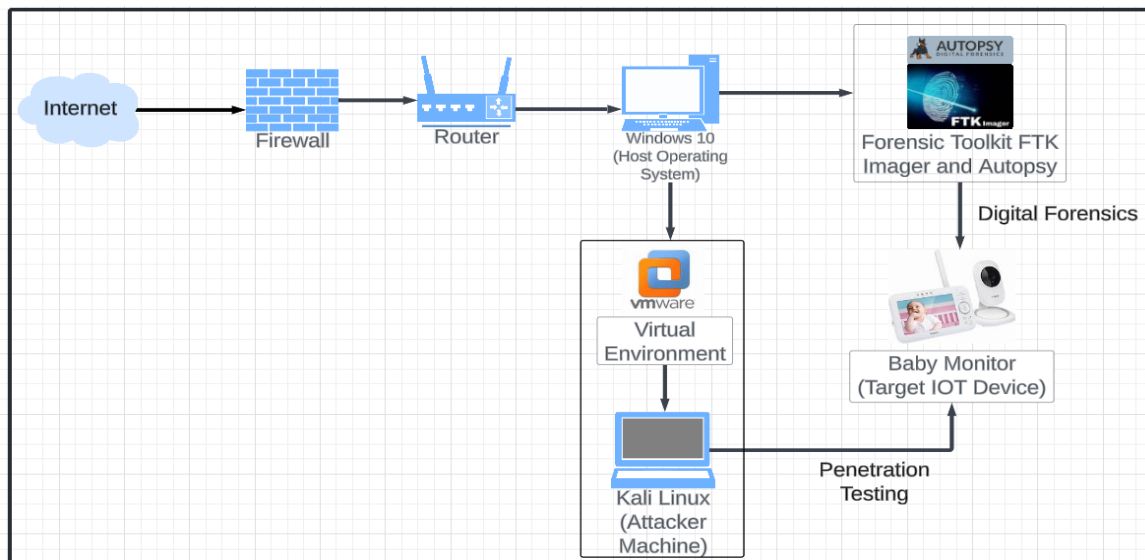 Internet
Firewall
Router
Windows 10
(Host Operating
System)
AUTOPSY
DIGITAL FORENSICS
FTK Imager
Forensic Toolkit FTK
Imager and Autopsy
Digital Forensics
vmware
Virtual
Environment
Baby Monitor
(Target IOT Device)
Kali Linux
(Attacker
Machine)
Penetration
Testing